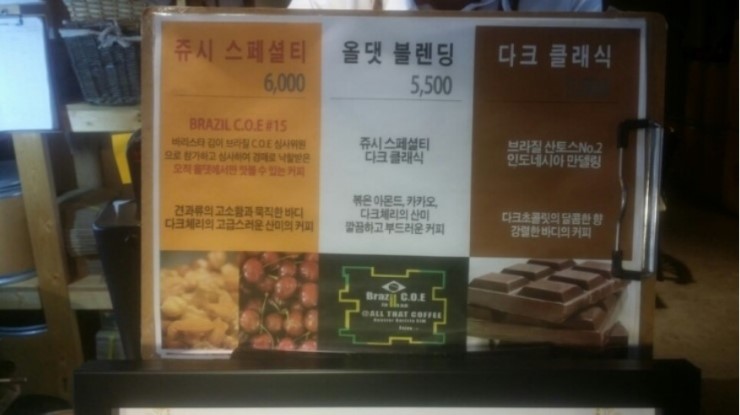 쥬시 스페셜티
6,000
BRAZIL C.O.E #15
바리스타 김이 브라질 C.O.E 심사위원
으로 참가하고 심사하여 경매로 낙찰받은
오직 올댓에서만 맛볼 수 있는 커피
견과류의 고소함과 묵직한 바디
다크체리의 고급스러운 산미의 커피
올댓 블렌딩
5,500
쥬시 스페셜티
다크 클래식
볶은 아몬드, 카카오,
다크체리의 산미
깔끔하고 부드러운 커피
Brazil C.O.E
@ALL THAT COFFEE
다크 클래식
브라질 산토스No.2
인도네시아 만델링
다크초콜릿의 달콤한 향
강렬한 바디의 커피